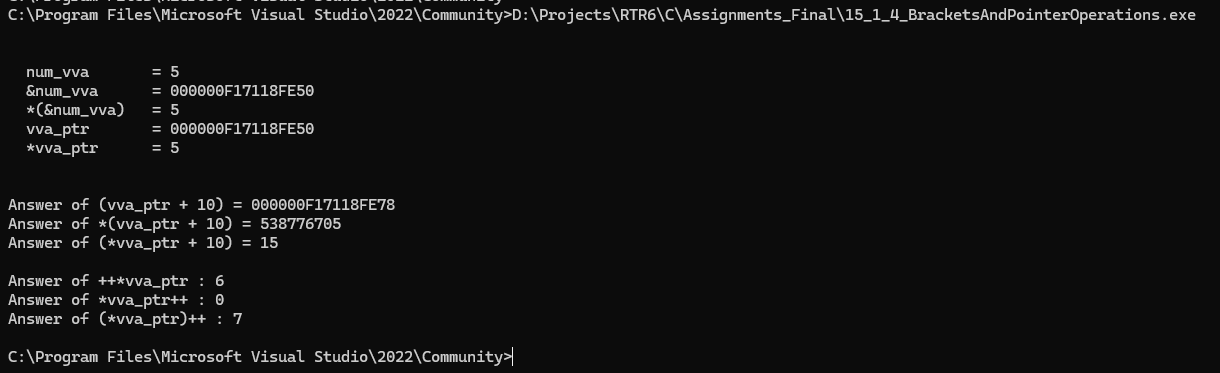 C:\Program Files\Microsoft Visual Studio\2022\Community>D:\Projects\RTR6\C\Assignments_Final\15_1_4_BracketsAndPointerOperations.exe
num_vva       = 5
&num_vva      = 000000F17118FE50
*(&num_vva)   = 5
vva_ptr       = 000000F17118FE50
*vva_ptr      = 5
Answer of (vva_ptr + 10) = 000000F17118FE78
Answer of *(vva_ptr + 10) = 538776705
Answer of (*vva_ptr + 10) = 15
Answer of ++*vva_ptr : 6
Answer of *vva_ptr++ : 0
Answer of (*vva_ptr)++ : 7
C:\Program Files\Microsoft Visual Studio\2022\Community>